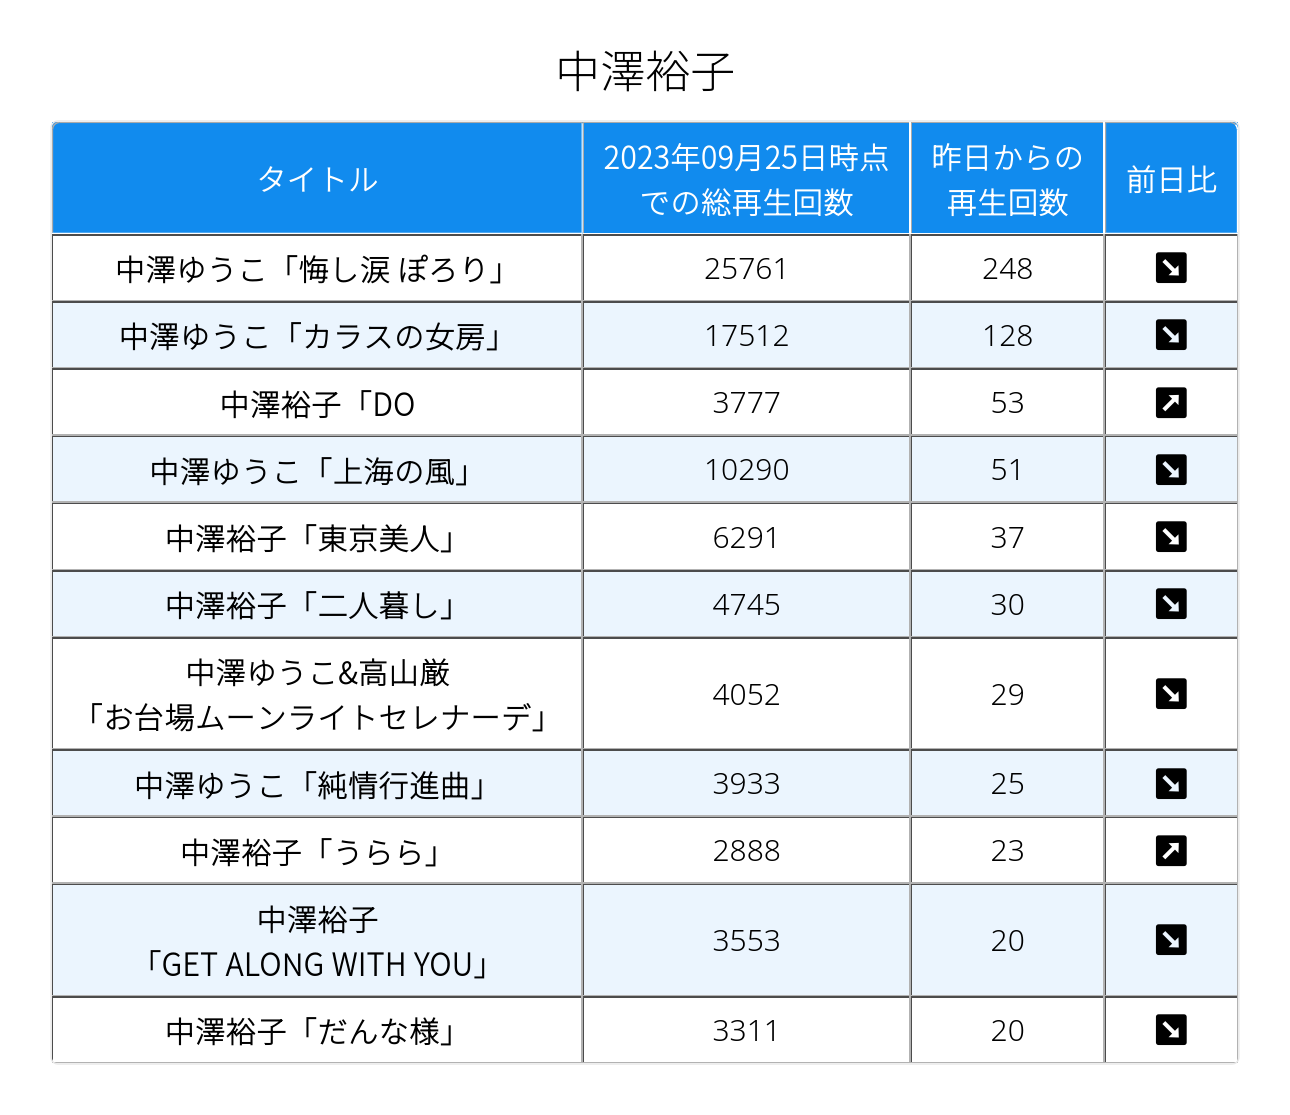 中澤裕子
タイトル
2023年09月25日時点
での総再生回数
昨日からの
再生回数
前日比
中澤ゆうこ「悔し涙 ぽろり」
25761
248
中澤ゆうこ「カラスの女房」
17512
128
中澤裕子「DO
3777
53
中澤ゆうこ「上海の風」
10290
51
中澤裕子「東京美人」
6291
37
中澤裕子「二人暮し」
4745
30
中澤ゆうこ&高山厳
「お台場ムーンライトセレナーデ」
4052
29
中澤ゆうこ「純情行進曲」
3933
25
中澤裕子「うらら」
2888
23
中澤裕子
「GET ALONG WITH YOU」
3553
20
中澤裕子「だんな様」
3311
20